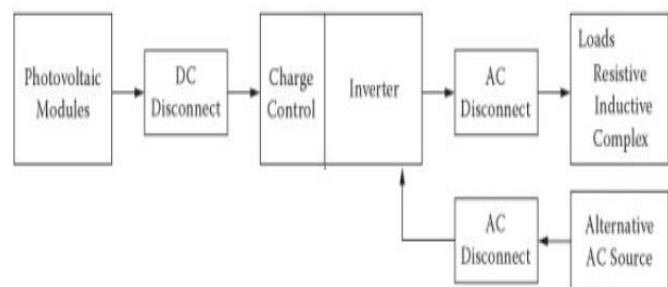 Photovoltaic
Modules
DC
Disconnect
Charge
Control
Inverter
AC
Disconnect
Loads
Resistive
Inductive
Complex
AC
Disconnect
Alternative
AC Source